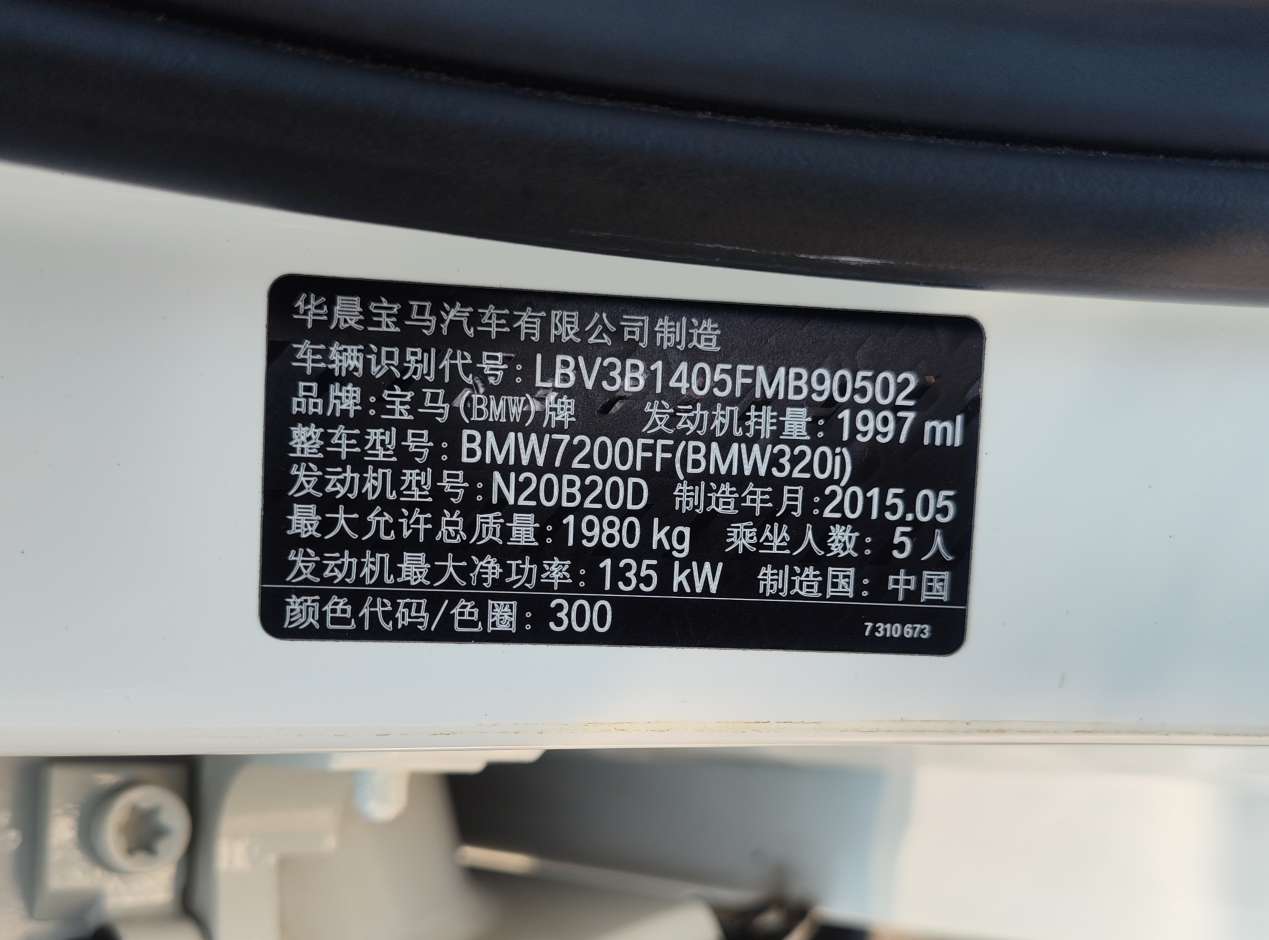 华晨宝马汽车有限公司制造
车辆识别代号: LBV3B1405FMB90502
品牌: 宝马(BMW)牌 发动机排量: 1997 ml
整车型号: BMW7200FF(BMW320i)
发动机型号: N20B20D 制造年月: 2015.05
最大允许总质量: 1980 kg 乘坐人数: 5 人
发动机最大净功率: 135 kW 制造国: 中国
颜色代码/色圈: 300 7 310 673